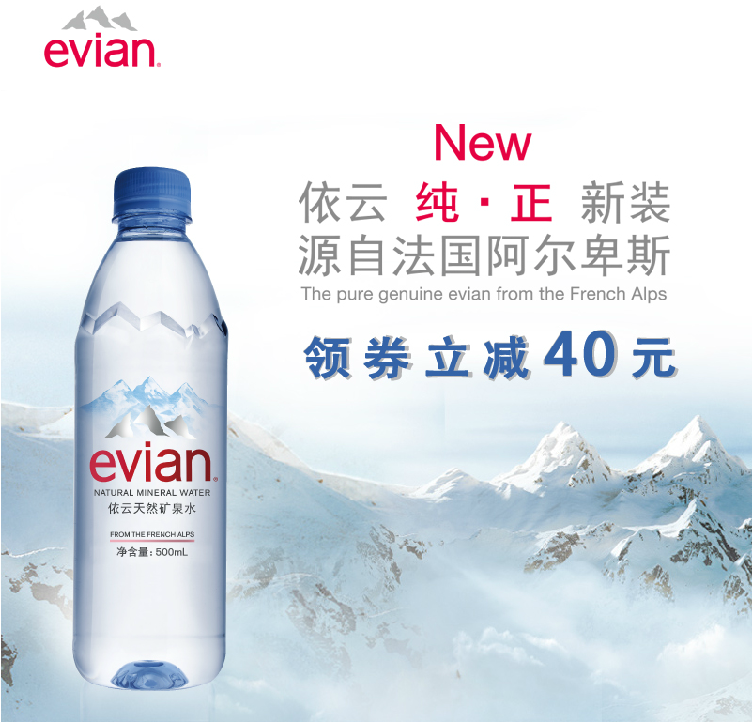 evian.
New
依云 纯·正 新装
源自法国阿尔卑斯
The pure genuine evian from the French Alps
领券立减40元
evian®
NATURAL MINERAL WATER
依云天然矿泉水
FROM THE FRENCH ALPS
净含量: 500mL